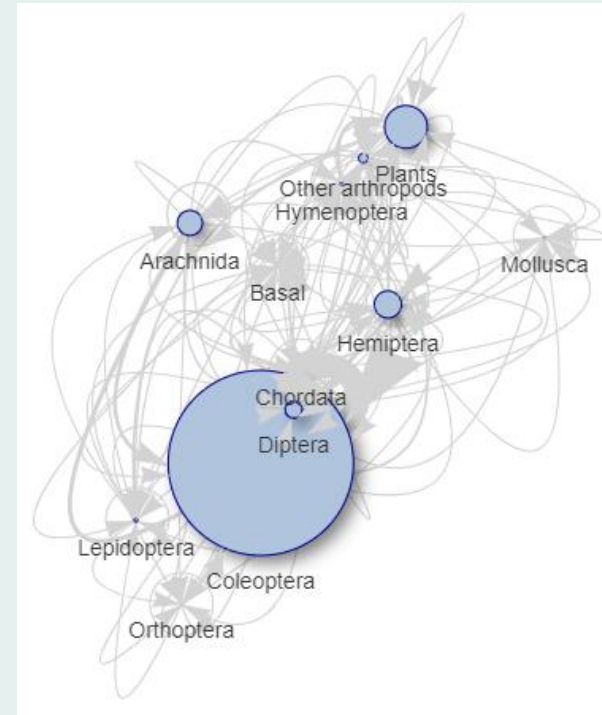 Plants
Other arthropods
Hymenoptera
Arachnida
Mollusca
Basal
Hemiptera
Chordata
Diptera
Lepidoptera
Coleoptera
Orthoptera